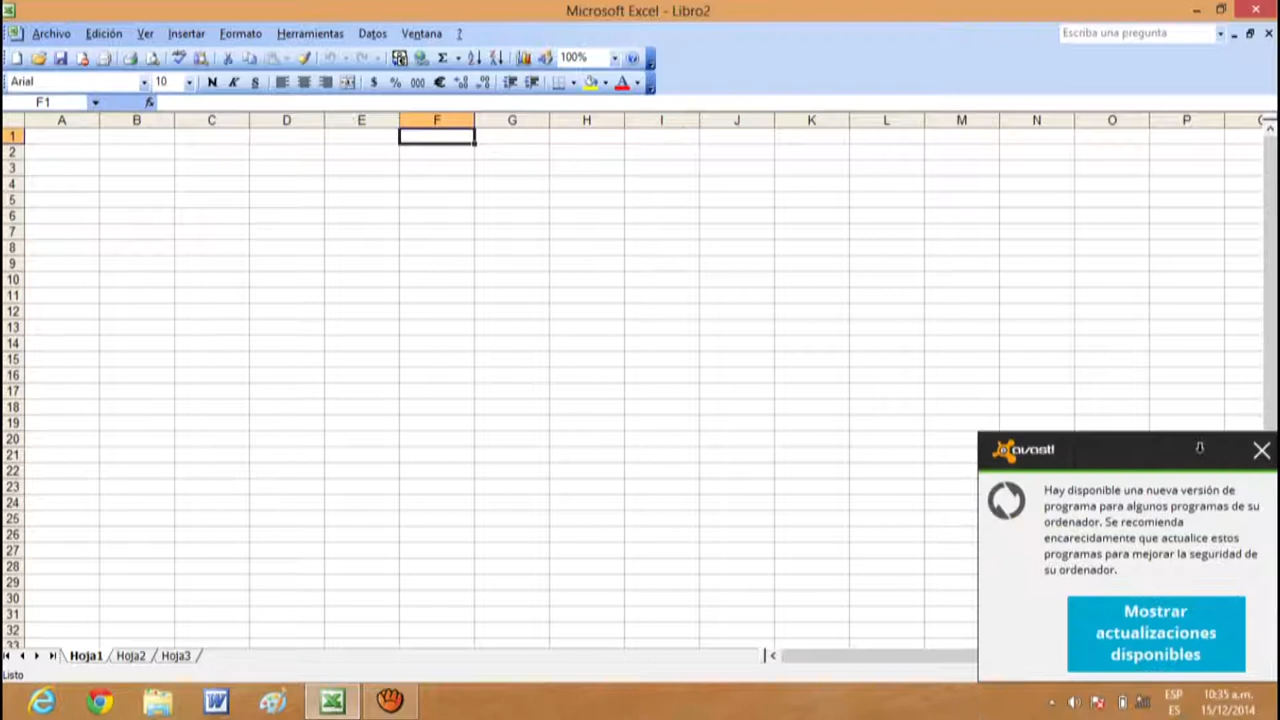 Microsoft Excel - Libro2
Archivo Edición Ver Insertar Formato Herramientas Datos Ventana ? Escriba una pregunta
100%
Arial 10 N K S $ % 000 €
F1 fx
A B C D E F G H I J K L M N O P
1
2
3
4
5
6
7
8
9
10
11
12
13
14
15
16
17
18
19
20
21
22
23
24
25
26
27
28
29
30
31
32
33
avast!
Hay disponible una nueva versión de
programa para algunos programas de su
ordenador. Se recomienda
encarecidamente que actualice estos
programas para mejorar la seguridad de
su ordenador.
Mostrar
actualizaciones
disponibles
Hoja1 Hoja2 Hoja3
Listo
ESP 10:35 a.m.
ES 15/12/2014